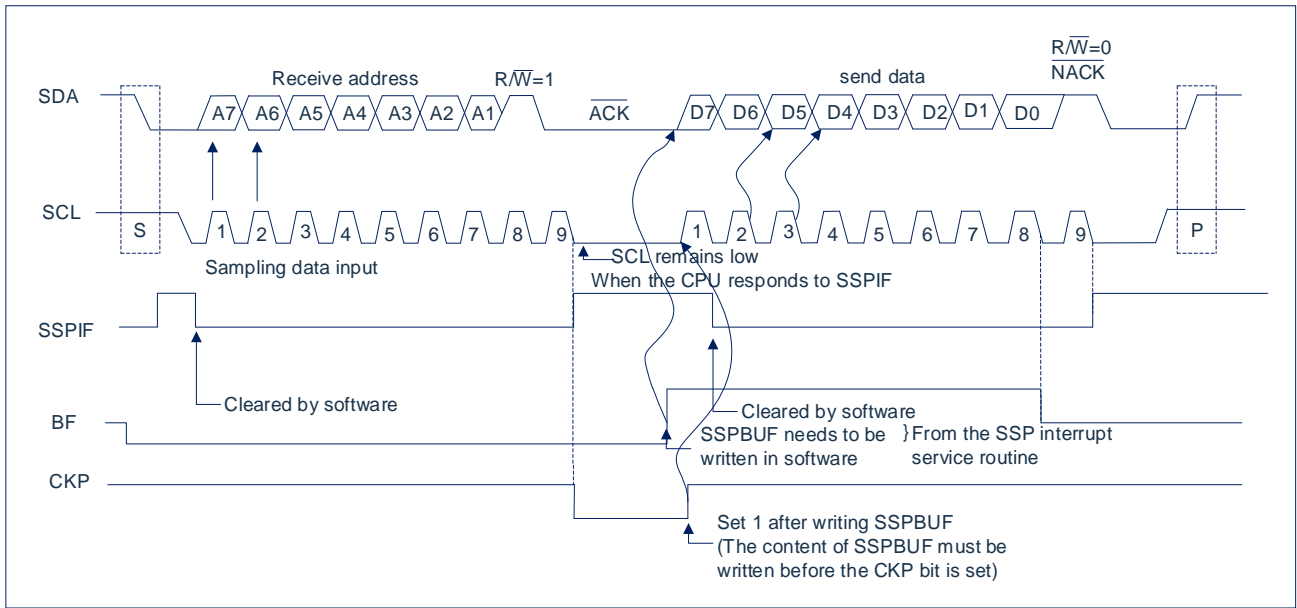 R/W̅=0
Receive address
R/W̅=1
send data
N̅A̅C̅K̅
SDA
A7 A6 A5 A4 A3 A2 A1
A̅C̅K̅
D7 D6 D5 D4 D3 D2 D1 D0
SCL
S
1 2 3 4 5 6 7 8 9
1 2 3 4 5 6 7 8 9
P
SCL remains low
Sampling data input
When the CPU responds to SSPIF
SSPIF
Cleared by software
Cleared by software
BF
SSPBUF needs to be
written in software
}From the SSP interrupt
service routine
CKP
Set 1 after writing SSPBUF
(The content of SSPBUF must be
written before the CKP bit is set)